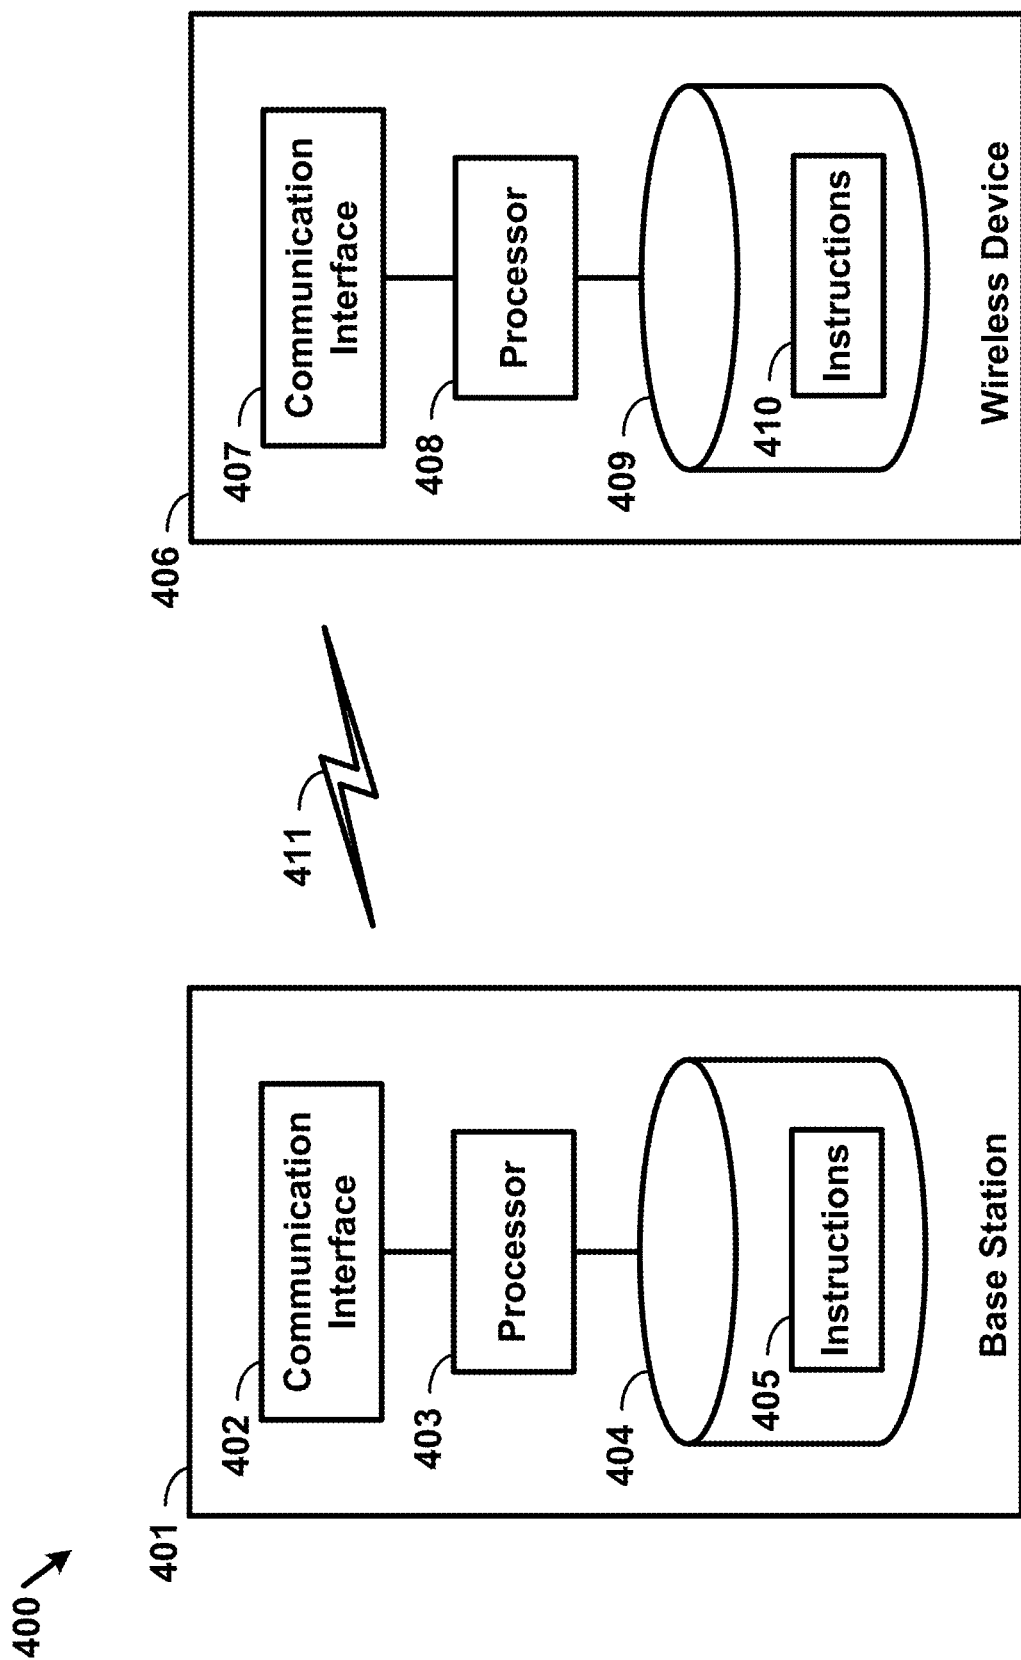 400
401
402
Communication
Interface
403
Processor
404
405
Instructions
Base Station
411
406
407
Communication
Interface
408
Processor
409
410
Instructions
Wireless Device